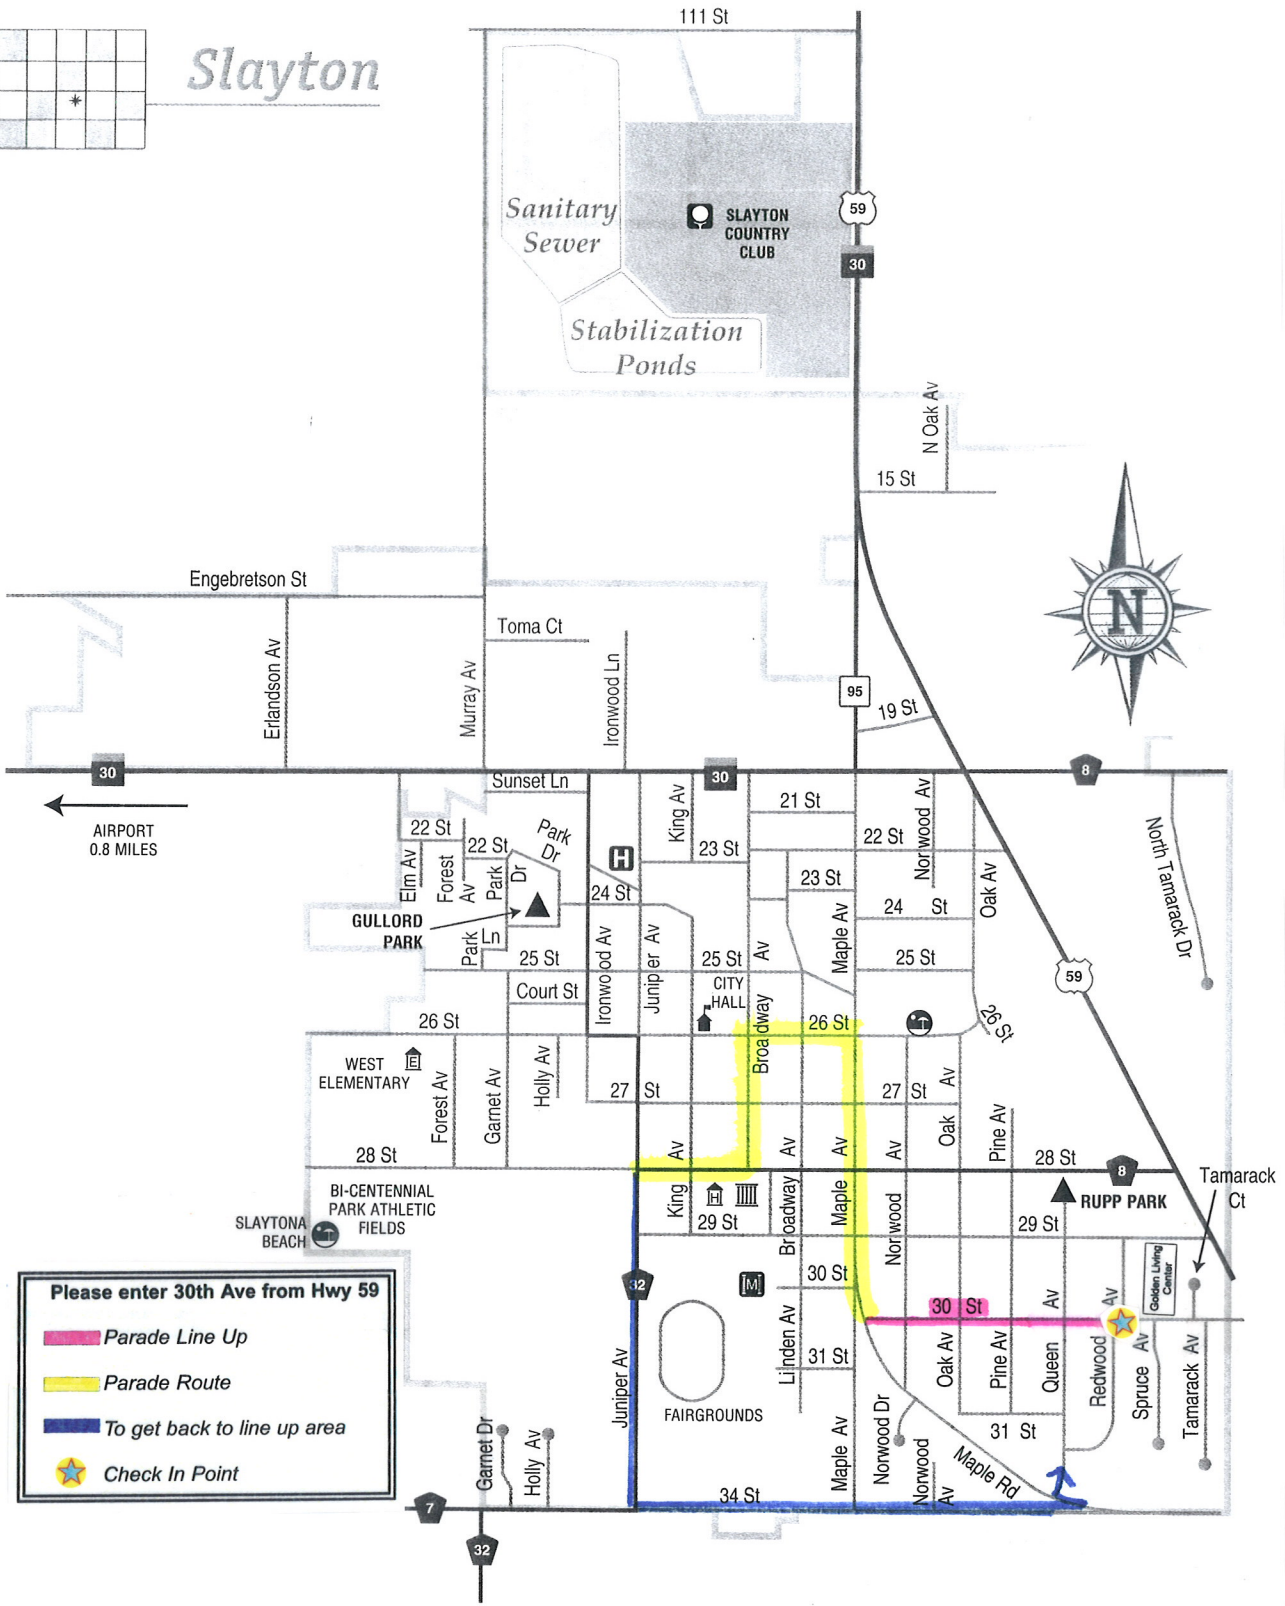 111 St
Slayton
Sanitary
Sewer
SLAYTON
COUNTRY
CLUB
59
30
Stabilization
Ponds
N Oak Av
15 St
N
Engebretson St
Erlandson Av
Murray Av
Toma Ct
Ironwood Ln
95
19 St
30
30
8
AIRPORT
0.8 MILES
Sunset Ln
King Av
21 St
22 St
Norwood Av
North Tamarack Dr
22 St
22 St
Park
Dr
H
23 St
23 St
Elm Av
Forest
Av
Park
Dr
24 St
24 St
Oak Av
GULLORD
PARK
Park
Ln
Ironwood Av
Juniper Av
Maple Av
25 St
25 St
Av
25 St
59
CITY
HALL
Court St
Broadway
26 St
26 St
26 St
WEST
ELEMENTARY
E
Forest Av
Garnet Av
Holly Av
27 St
27 St
Av
Oak
Pine Av
28 St
Av
Av
Av
Av
28 St
8
Tamarack
Ct
BI-CENTENNIAL
PARK ATHLETIC
FIELDS
King
H
Broadway
Maple
Norwood
RUPP PARK
SLAYTONA
BEACH
29 St
29 St
Golden Living
Center
32
M
30 St
30 St
Av
Av
Please enter 30th Ave from Hwy 59
Parade Line Up
Parade Route
To get back to line up area
Check In Point
Juniper Av
Linden Av
31 St
Oak Av
Pine Av
Queen
Redwood
Spruce Av
Tamarack Av
FAIRGROUNDS
31 St
Garnet Dr
Holly Av
Maple Av
Norwood Dr
Norwood
Av
Maple Rd
34 St
7
32